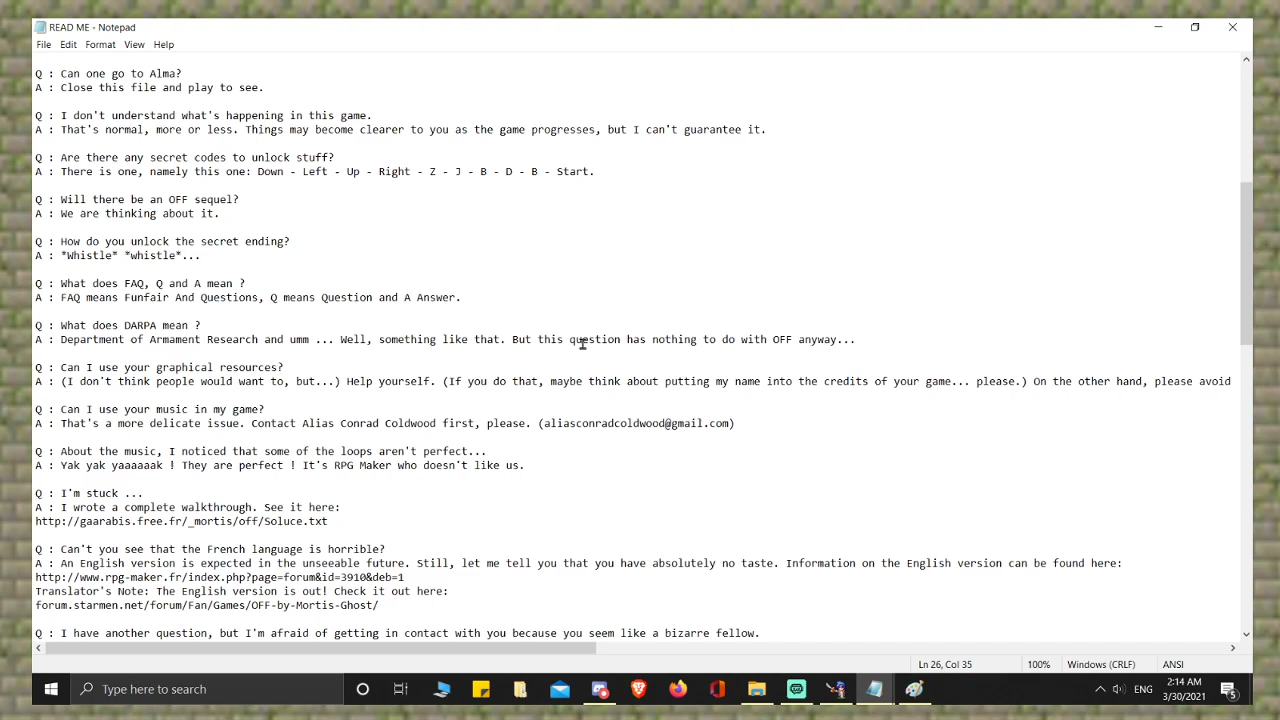 READ ME - Notepad
File Edit Format View Help
Q : Can one go to Alma?
A : Close this file and play to see.
Q : I don't understand what's happening in this game.
A : That's normal, more or less. Things may become clearer to you as the game progresses, but I can't guarantee it.
Q : Are there any secret codes to unlock stuff?
A : There is one, namely this one: Down - Left - Up - Right - Z - J - B - D - B - Start.
Q : Will there be an OFF sequel?
A : We are thinking about it.
Q : How do you unlock the secret ending?
A : *Whistle* *whistle*...
Q : What does FAQ, Q and A mean ?
A : FAQ means Funfair And Questions, Q means Question and A Answer.
Q : What does DARPA mean ?
A : Department of Armament Research and umm ... Well, something like that. But this question has nothing to do with OFF anyway...
Q : Can I use your graphical resources?
A : (I don't think people would want to, but...) Help yourself. (If you do that, maybe think about putting my name into the credits of your game... please.) On the other hand, please avoid
Q : Can I use your music in my game?
A : That's a more delicate issue. Contact Alias Conrad Coldwood first, please. (aliasconradcoldwood@gmail.com)
Q : About the music, I noticed that some of the loops aren't perfect...
A : Yak yak yaaaaaak ! They are perfect ! It's RPG Maker who doesn't like us.
Q : I'm stuck ...
A : I wrote a complete walkthrough. See it here:
http://gaarabis.free.fr/_mortis/off/Soluce.txt
Q : Can't you see that the French language is horrible?
A : An English version is expected in the unseeable future. Still, let me tell you that you have absolutely no taste. Information on the English version can be found here:
http://www.rpg-maker.fr/index.php?page=forum&id=3910&deb=1
Translator's Note: The English version is out! Check it out here:
forum.starmen.net/forum/Fan/Games/OFF-by-Mortis-Ghost/
Q : I have another question, but I'm afraid of getting in contact with you because you seem like a bizarre fellow.
Ln 26, Col 35 100% Windows (CRLF) ANSI
Type here to search
ENG
2:14 AM
3/30/2021
5